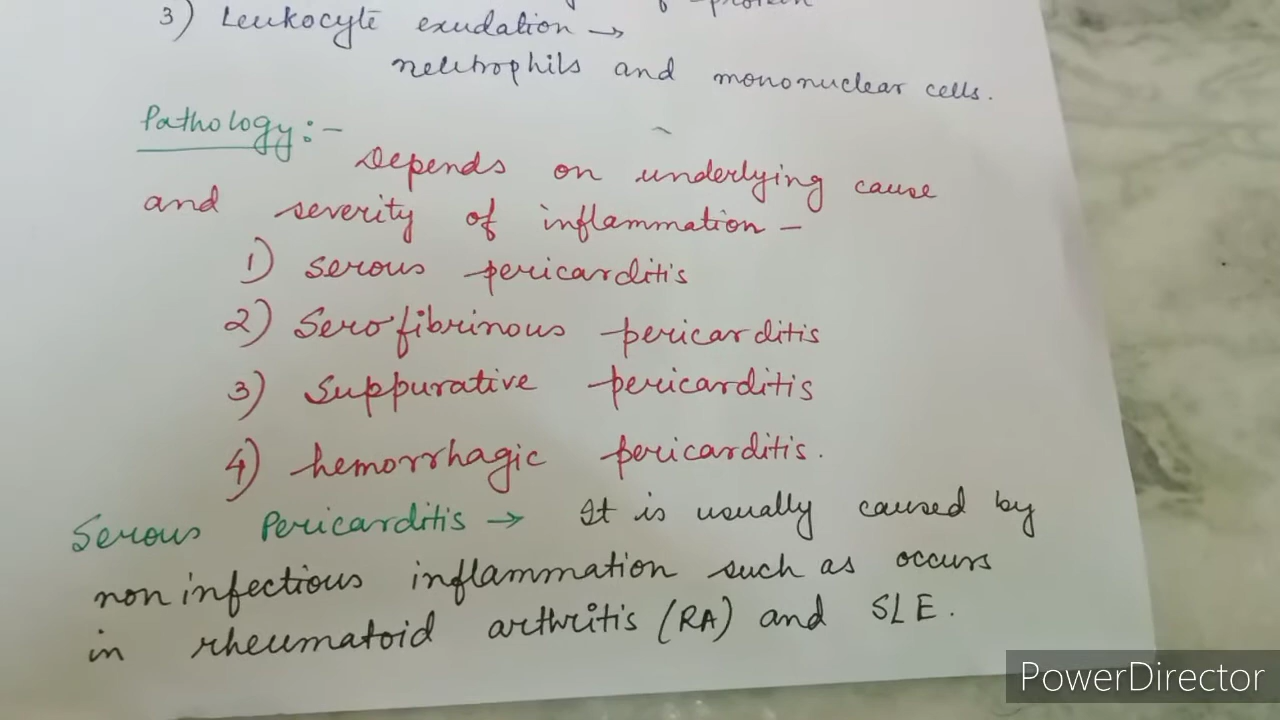 protein
3) Leukocyte exudation →
neutrophils and mononuclear cells.
Pathology:-
Depends on underlying cause
and severity of inflammation –
1) serous pericarditis
2) Serofibrinous pericarditis
3) Suppurative pericarditis
4) hemorrhagic pericarditis.
Serous Pericarditis → It is usually caused by
non infectious inflammation such as occurs
in rheumatoid arthritis (RA) and SLE.
PowerDirector